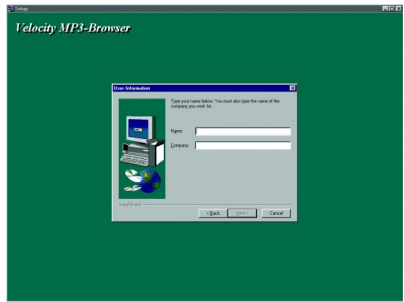 Setup
Velocity MP3-Browser
User Information
Type your name below. You must also type the name of the
company you work for.
Name:
Company:
InstallShield
< Back
Next >
Cancel